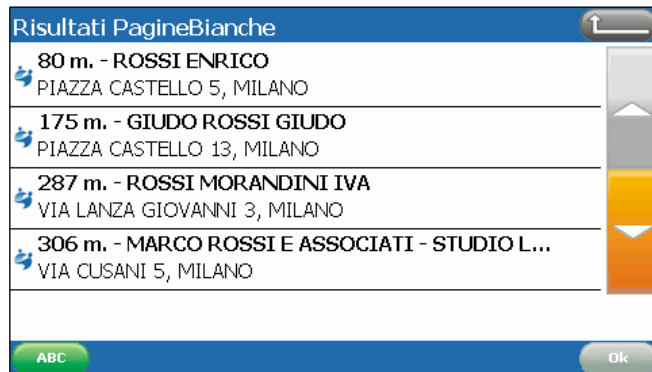 Risultati PagineBianche
80 m. - ROSSI ENRICO
PIAZZA CASTELLO 5, MILANO
175 m. - GIUDO ROSSI GIUDO
PIAZZA CASTELLO 13, MILANO
287 m. - ROSSI MORANDINI IVA
VIA LANZA GIOVANNI 3, MILANO
306 m. - MARCO ROSSI E ASSOCIATI - STUDIO L...
VIA CUSANI 5, MILANO
ABC
Ok